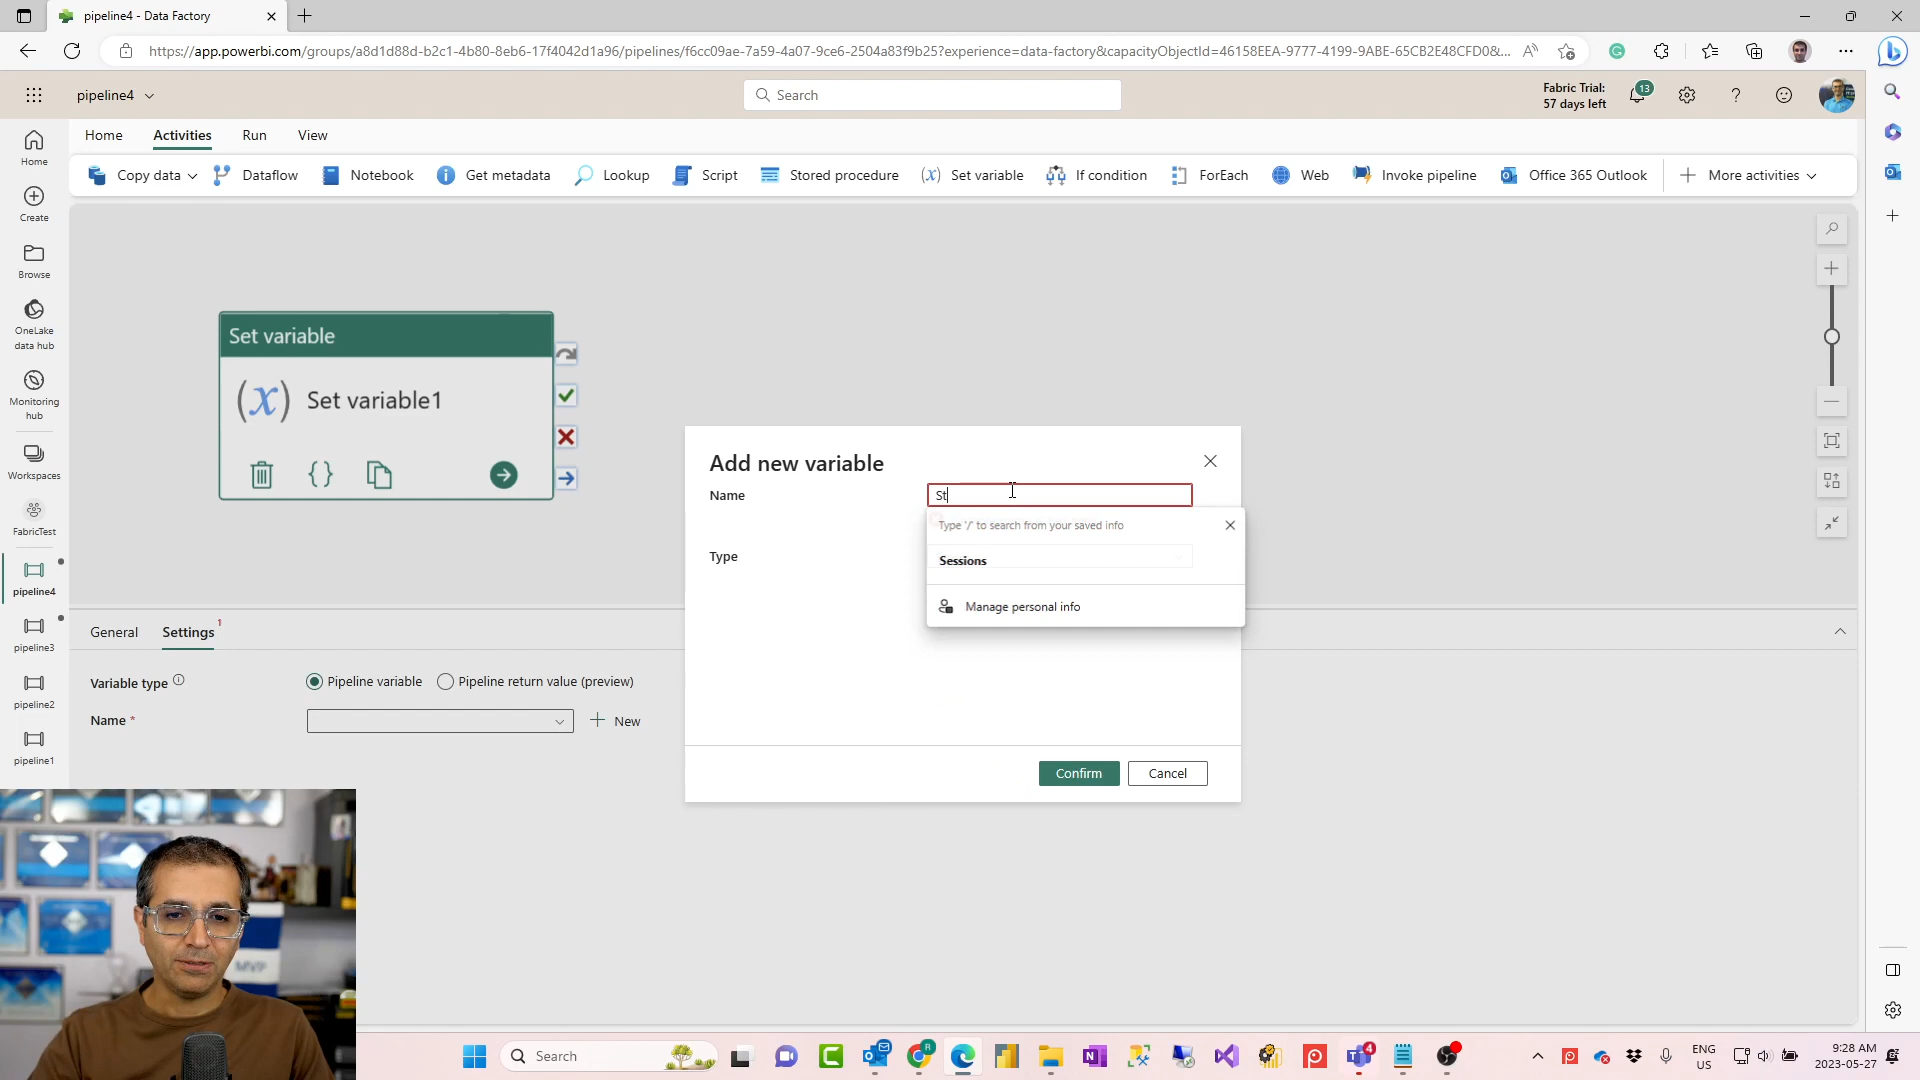 pipeline4 - Data Factory
https://app.powerbi.com/groups/a8d1d88d-b2c1-4b80-8eb6-17f4042d1a96/pipelines/f6cc09ae-7a59-4a07-9ce6-2504a83f9b25?experience=data-factory&capacityObjectId=46158EEA-9777-4199-9ABE-65CB2E48CFD0&...
pipeline4
Search
Fabric Trial:
57 days left
13
Home
Activities
Run
View
Copy data
Dataflow
Notebook
Get metadata
Lookup
Script
Stored procedure
Set variable
If condition
ForEach
Web
Invoke pipeline
Office 365 Outlook
More activities
Home
Create
Browse
OneLake
data hub
Monitoring
hub
Workspaces
FabricTest
pipeline4
pipeline3
pipeline2
pipeline1
Set variable
(x) Set variable1
Add new variable
Name
St
Type '/' to search from your saved info
Type
Sessions
Manage personal info
Confirm
Cancel
General
Settings 1
Variable type
Pipeline variable
Pipeline return value (preview)
Name *
New
MVP
Search
4
ENG
US
9:28 AM
2023-05-27